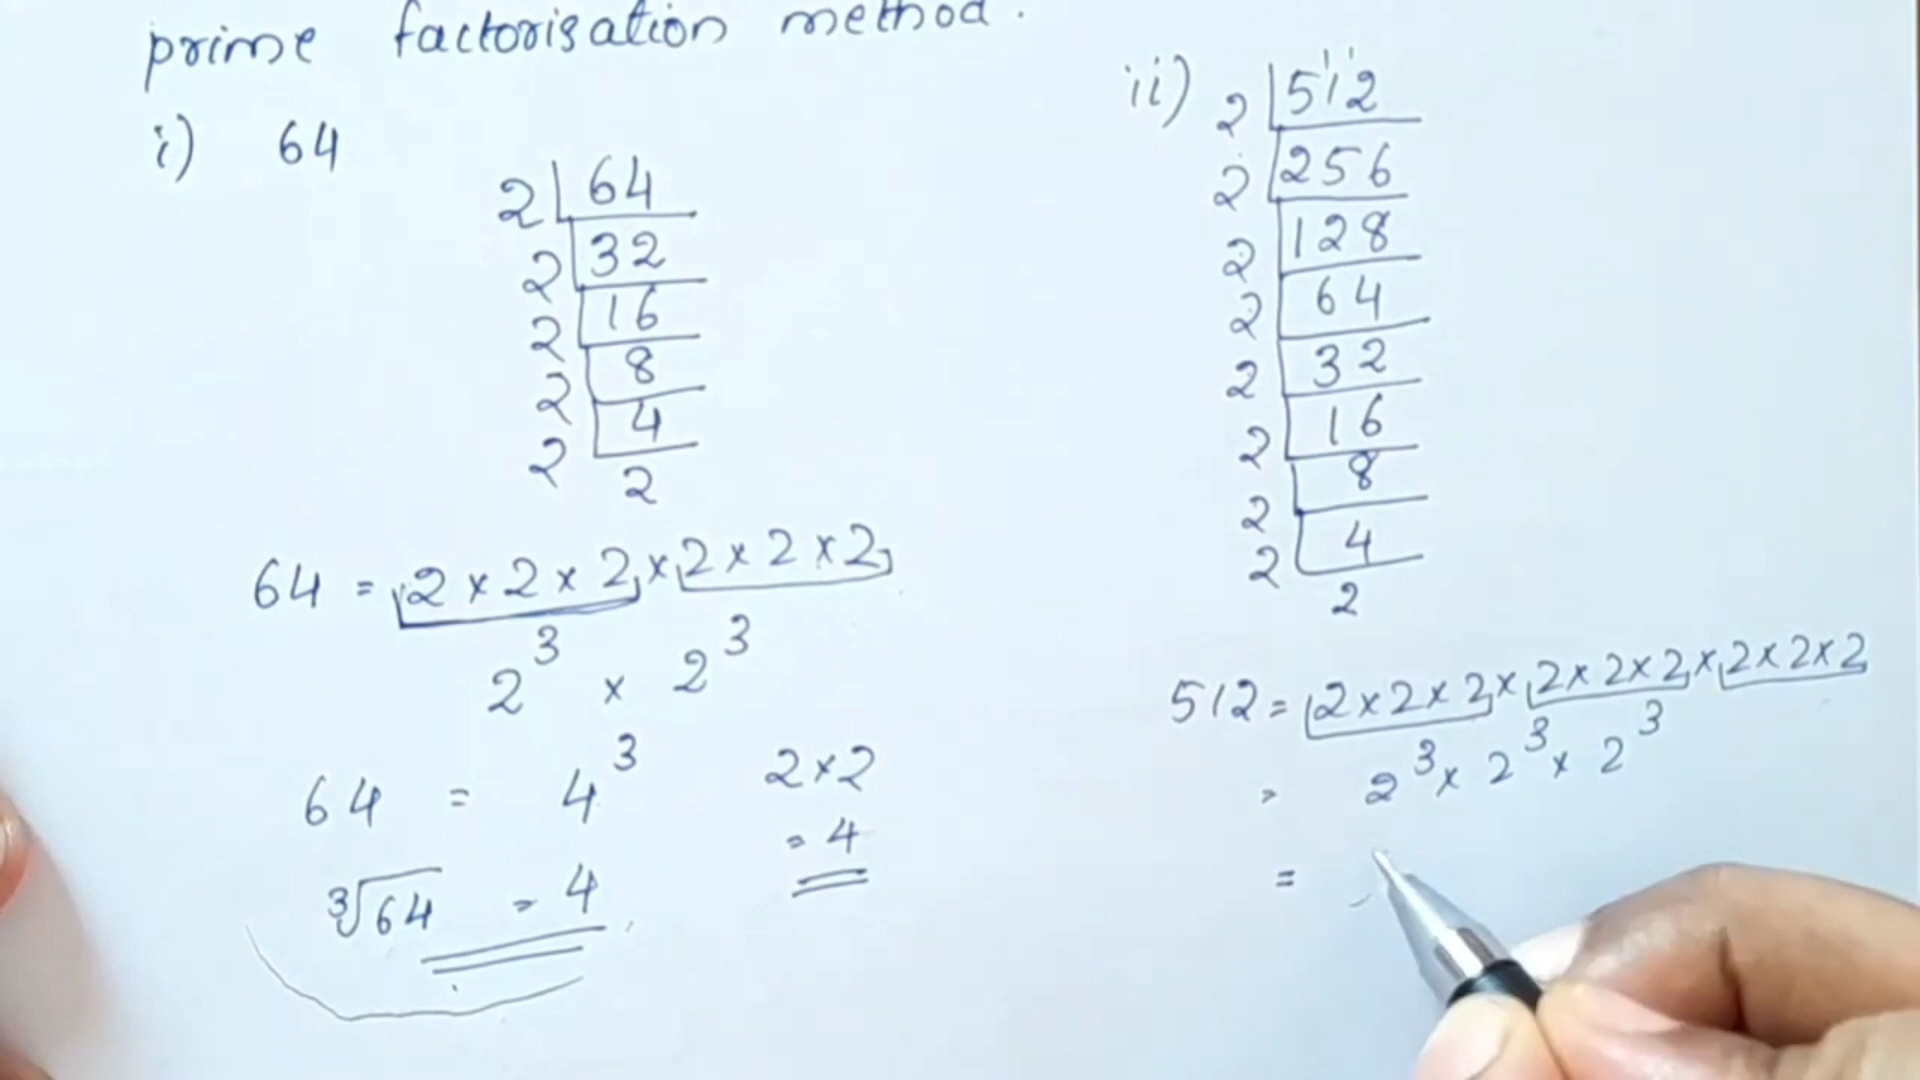 prime factorisation method.
i) 64
2 | 64
2 | 32
2 | 16
2 | 8
2 | 4
2
64 = 2 × 2 × 2 × 2 × 2 × 2
2³ × 2³
64 = 4³
2 × 2
= 4
³√64 = 4
ii) 2 | 512
2 | 256
2 | 128
2 | 64
2 | 32
2 | 16
2 | 8
2 | 4
2
512 = 2 × 2 × 2 × 2 × 2 × 2 × 2 × 2 × 2
= 2³ × 2³ × 2³
=